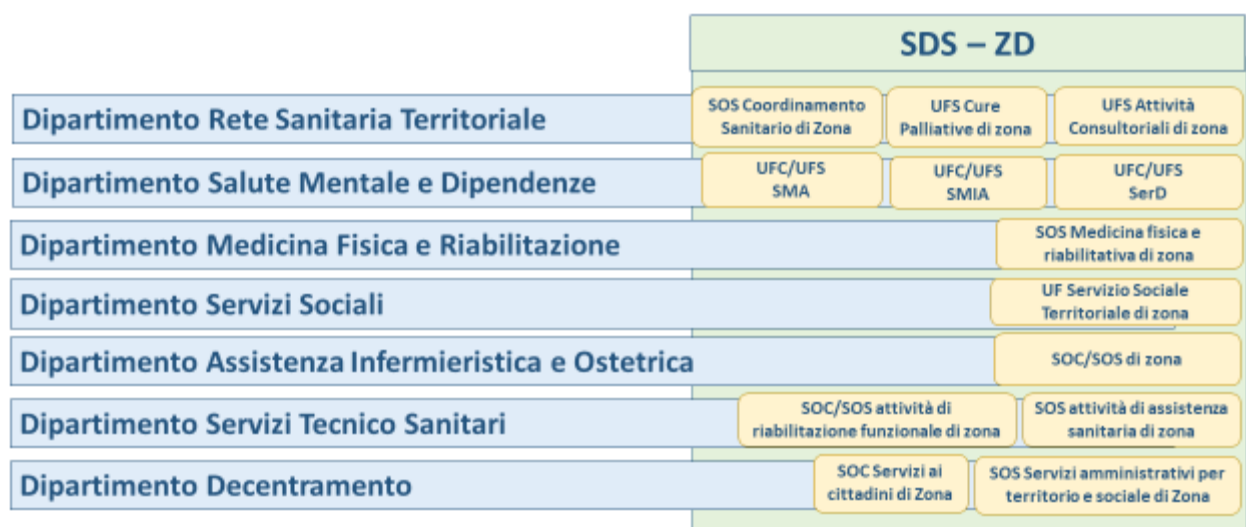 SDS – ZD
Dipartimento Rete Sanitaria Territoriale
SOS Coordinamento
Sanitario di Zona
UFS Cure
Palliative di zona
UFS Attività
Consultoriali di zona
Dipartimento Salute Mentale e Dipendenze
UFC/UFS
SMA
UFC/UFS
SMIA
UFC/UFS
SerD
Dipartimento Medicina Fisica e Riabilitazione
SOS Medicina fisica e
riabilitativa di zona
Dipartimento Servizi Sociali
UF Servizio Sociale
Territoriale di zona
Dipartimento Assistenza Infermieristica e Ostetrica
SOC/SOS di zona
Dipartimento Servizi Tecnico Sanitari
SOC/SOS attività di
riabilitazione funzionale di zona
SOS attività di assistenza
sanitaria di zona
Dipartimento Decentramento
SOC Servizi ai
cittadini di Zona
SOS Servizi amministrativi per
territorio e sociale di Zona